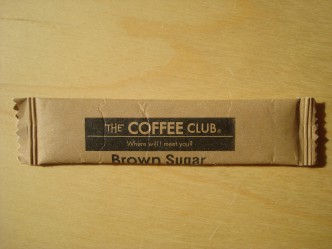 THE COFFEE CLUB®
Where will I meet you?
Brown Sugar